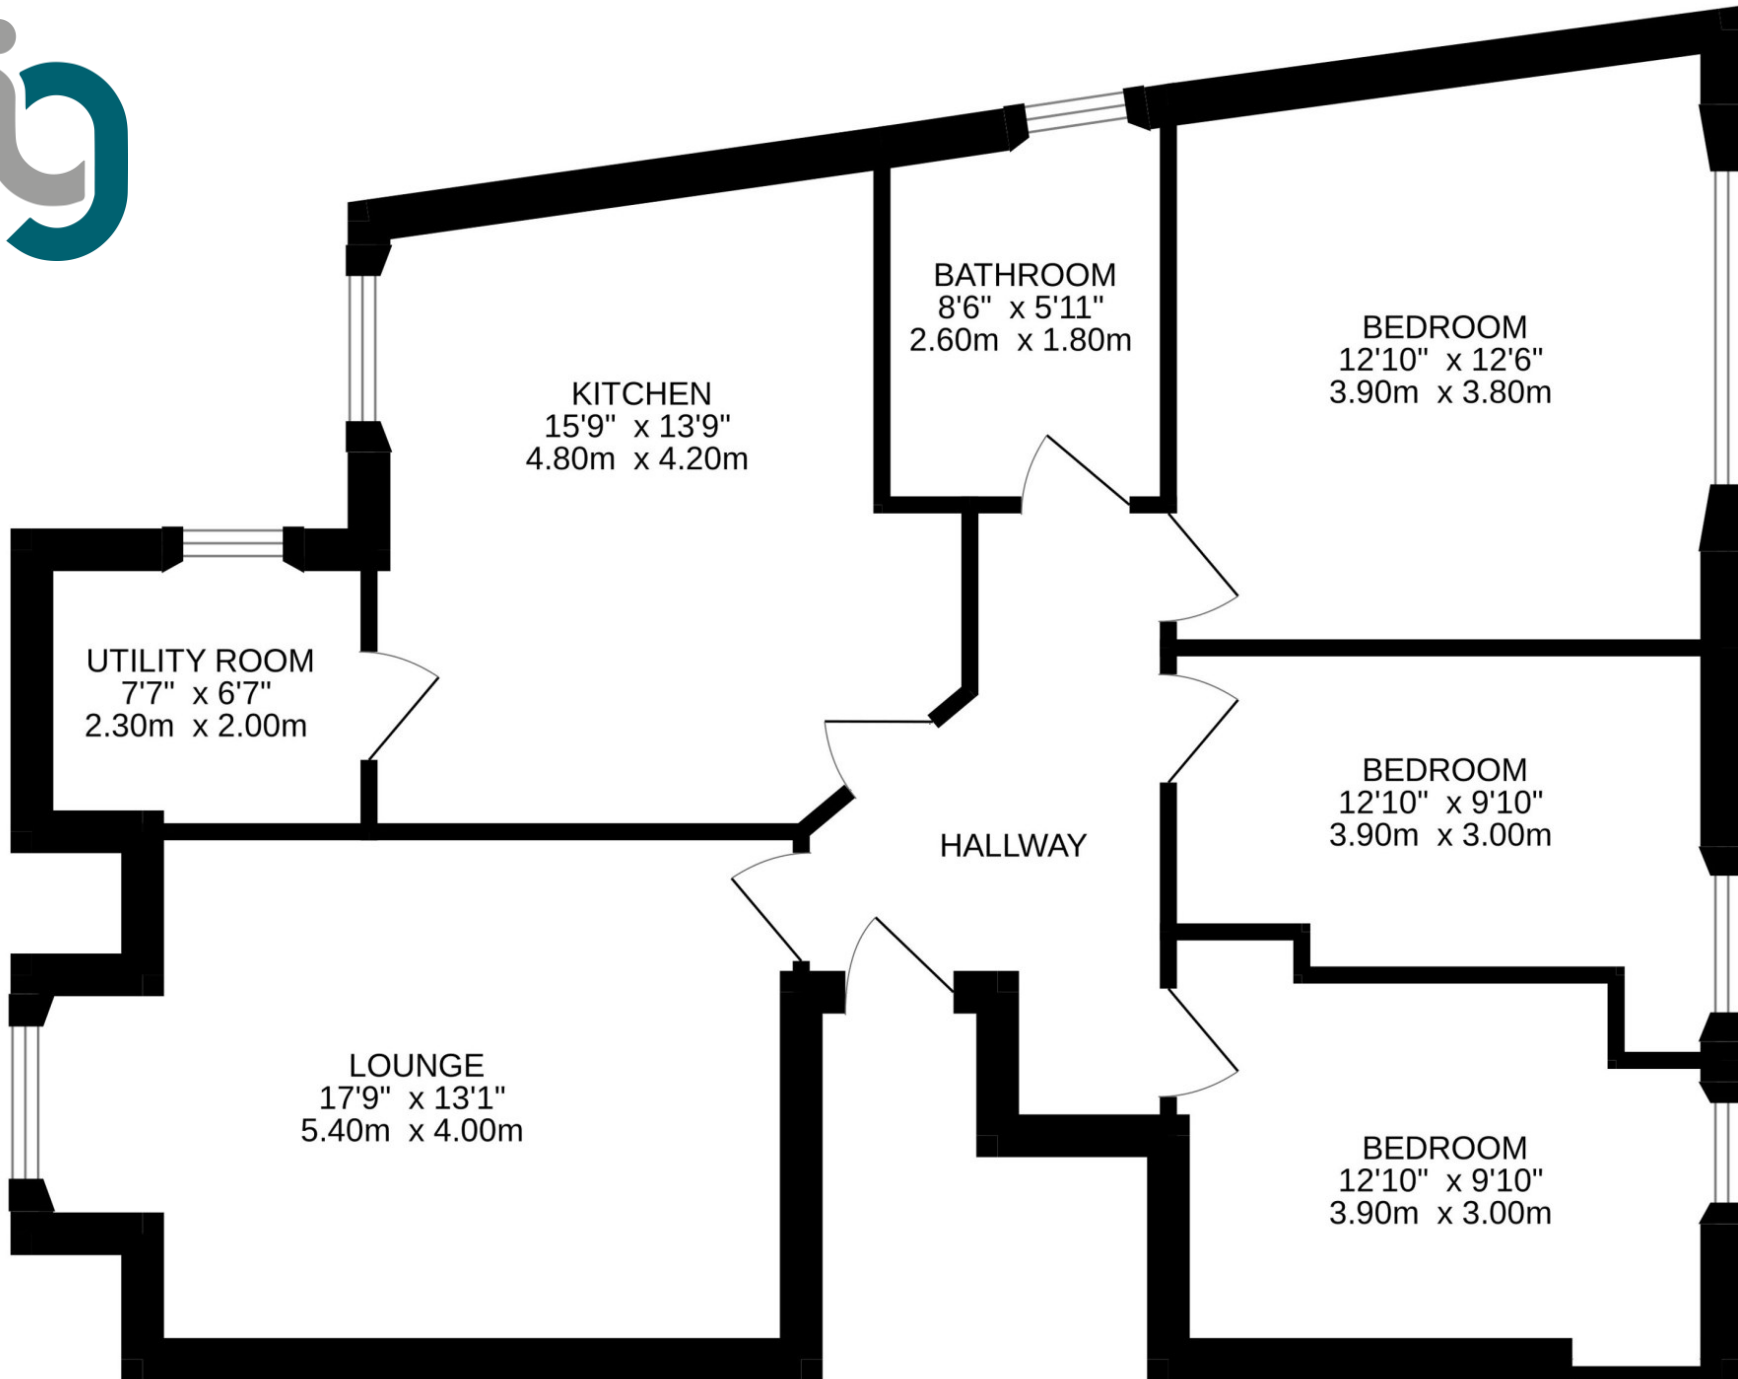 BATHROOM
8'6" x 5'11"
2.60m x 1.80m
BEDROOM
12'10" x 12'6"
3.90m x 3.80m
KITCHEN
15'9" x 13'9"
4.80m x 4.20m
UTILITY ROOM
7'7" x 6'7"
2.30m x 2.00m
BEDROOM
12'10" x 9'10"
3.90m x 3.00m
HALLWAY
LOUNGE
17'9" x 13'1"
5.40m x 4.00m
BEDROOM
12'10" x 9'10"
3.90m x 3.00m